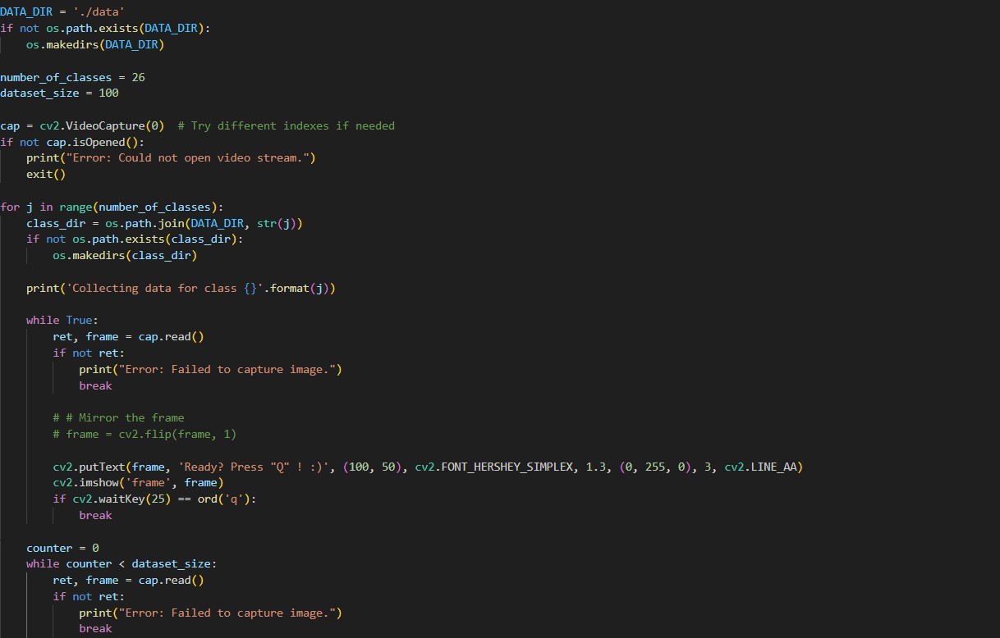 DATA_DIR = './data'
if not os.path.exists(DATA_DIR):
    os.makedirs(DATA_DIR)

number_of_classes = 26
dataset_size = 100

cap = cv2.VideoCapture(0)  # Try different indexes if needed
if not cap.isOpened():
    print("Error: Could not open video stream.")
    exit()

for j in range(number_of_classes):
    class_dir = os.path.join(DATA_DIR, str(j))
    if not os.path.exists(class_dir):
        os.makedirs(class_dir)

    print('Collecting data for class {}'.format(j))

    while True:
        ret, frame = cap.read()
        if not ret:
            print("Error: Failed to capture image.")
            break

        # # Mirror the frame
        # frame = cv2.flip(frame, 1)

        cv2.putText(frame, 'Ready? Press "Q" ! :)', (100, 50), cv2.FONT_HERSHEY_SIMPLEX, 1.3, (0, 255, 0), 3, cv2.LINE_AA)
        cv2.imshow('frame', frame)
        if cv2.waitKey(25) == ord('q'):
            break

    counter = 0
    while counter < dataset_size:
        ret, frame = cap.read()
        if not ret:
            print("Error: Failed to capture image.")
            break